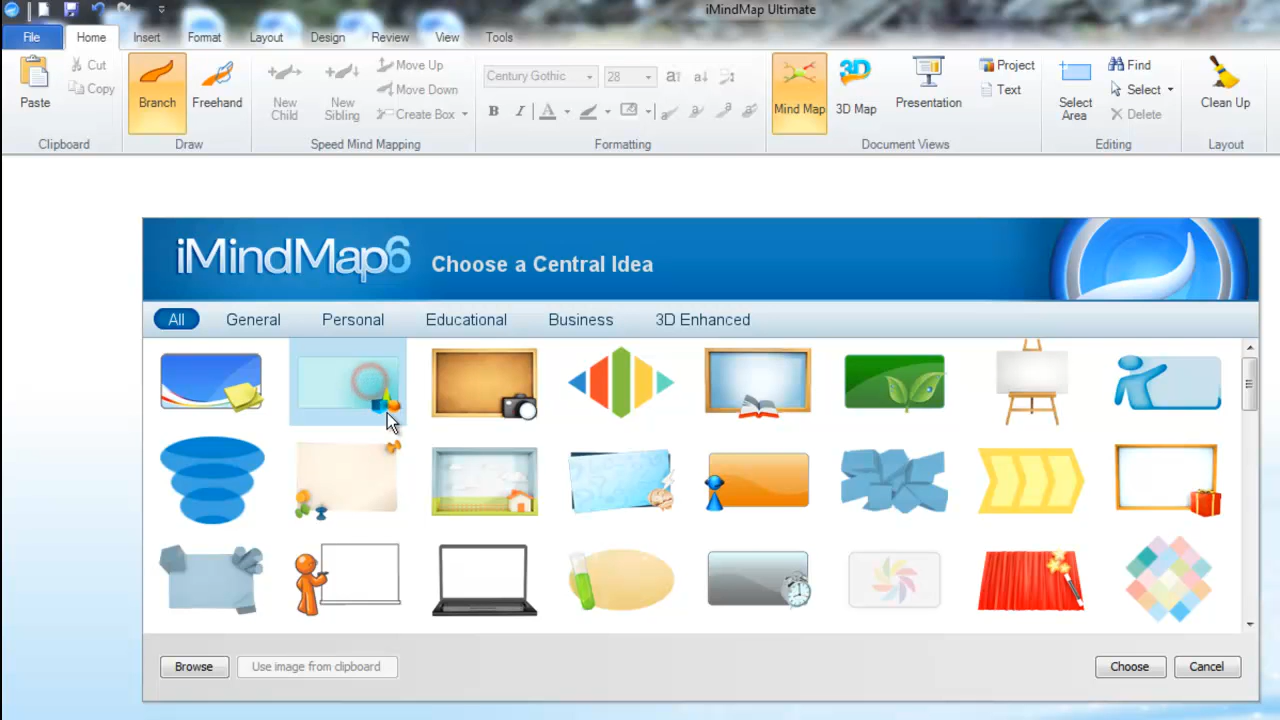 iMindMap Ultimate
File Home Insert Format Layout Design Review View Tools
Paste
Cut
Copy
Clipboard
Branch
Freehand
Draw
New Child
New Sibling
Move Up
Move Down
Create Box
Speed Mind Mapping
Century Gothic 28
B I A
Formatting
Mind Map
3D
3D Map
Presentation
Project
Text
Document Views
Select Area
Find
Select
Delete
Editing
Clean Up
Layout
iMindMap6 Choose a Central Idea
All General Personal Educational Business 3D Enhanced
Browse Use image from clipboard Choose Cancel